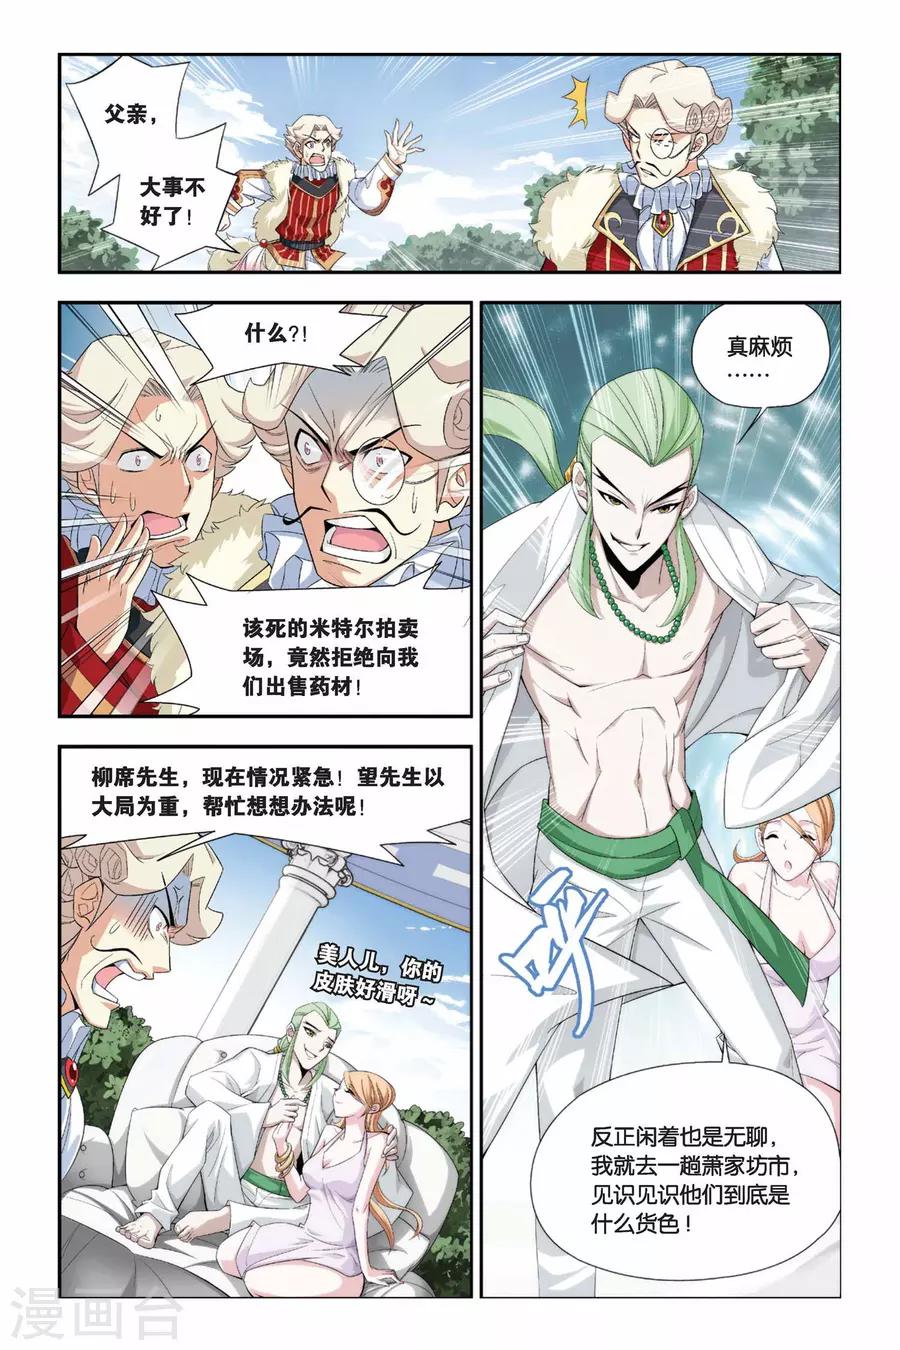 父亲，
大事不
好了！
什么?!
该死的米特尔拍卖
场，竟然拒绝向我
们出售药材！
柳席先生，现在情况紧急！望先生以
大局为重，帮忙想想办法呢！
美人儿，你的
皮肤好滑呀～
真麻烦
……
反正闲着也是无聊，
我就去一趟萧家坊市，
见识见识他们到底是
什么货色！
漫画台